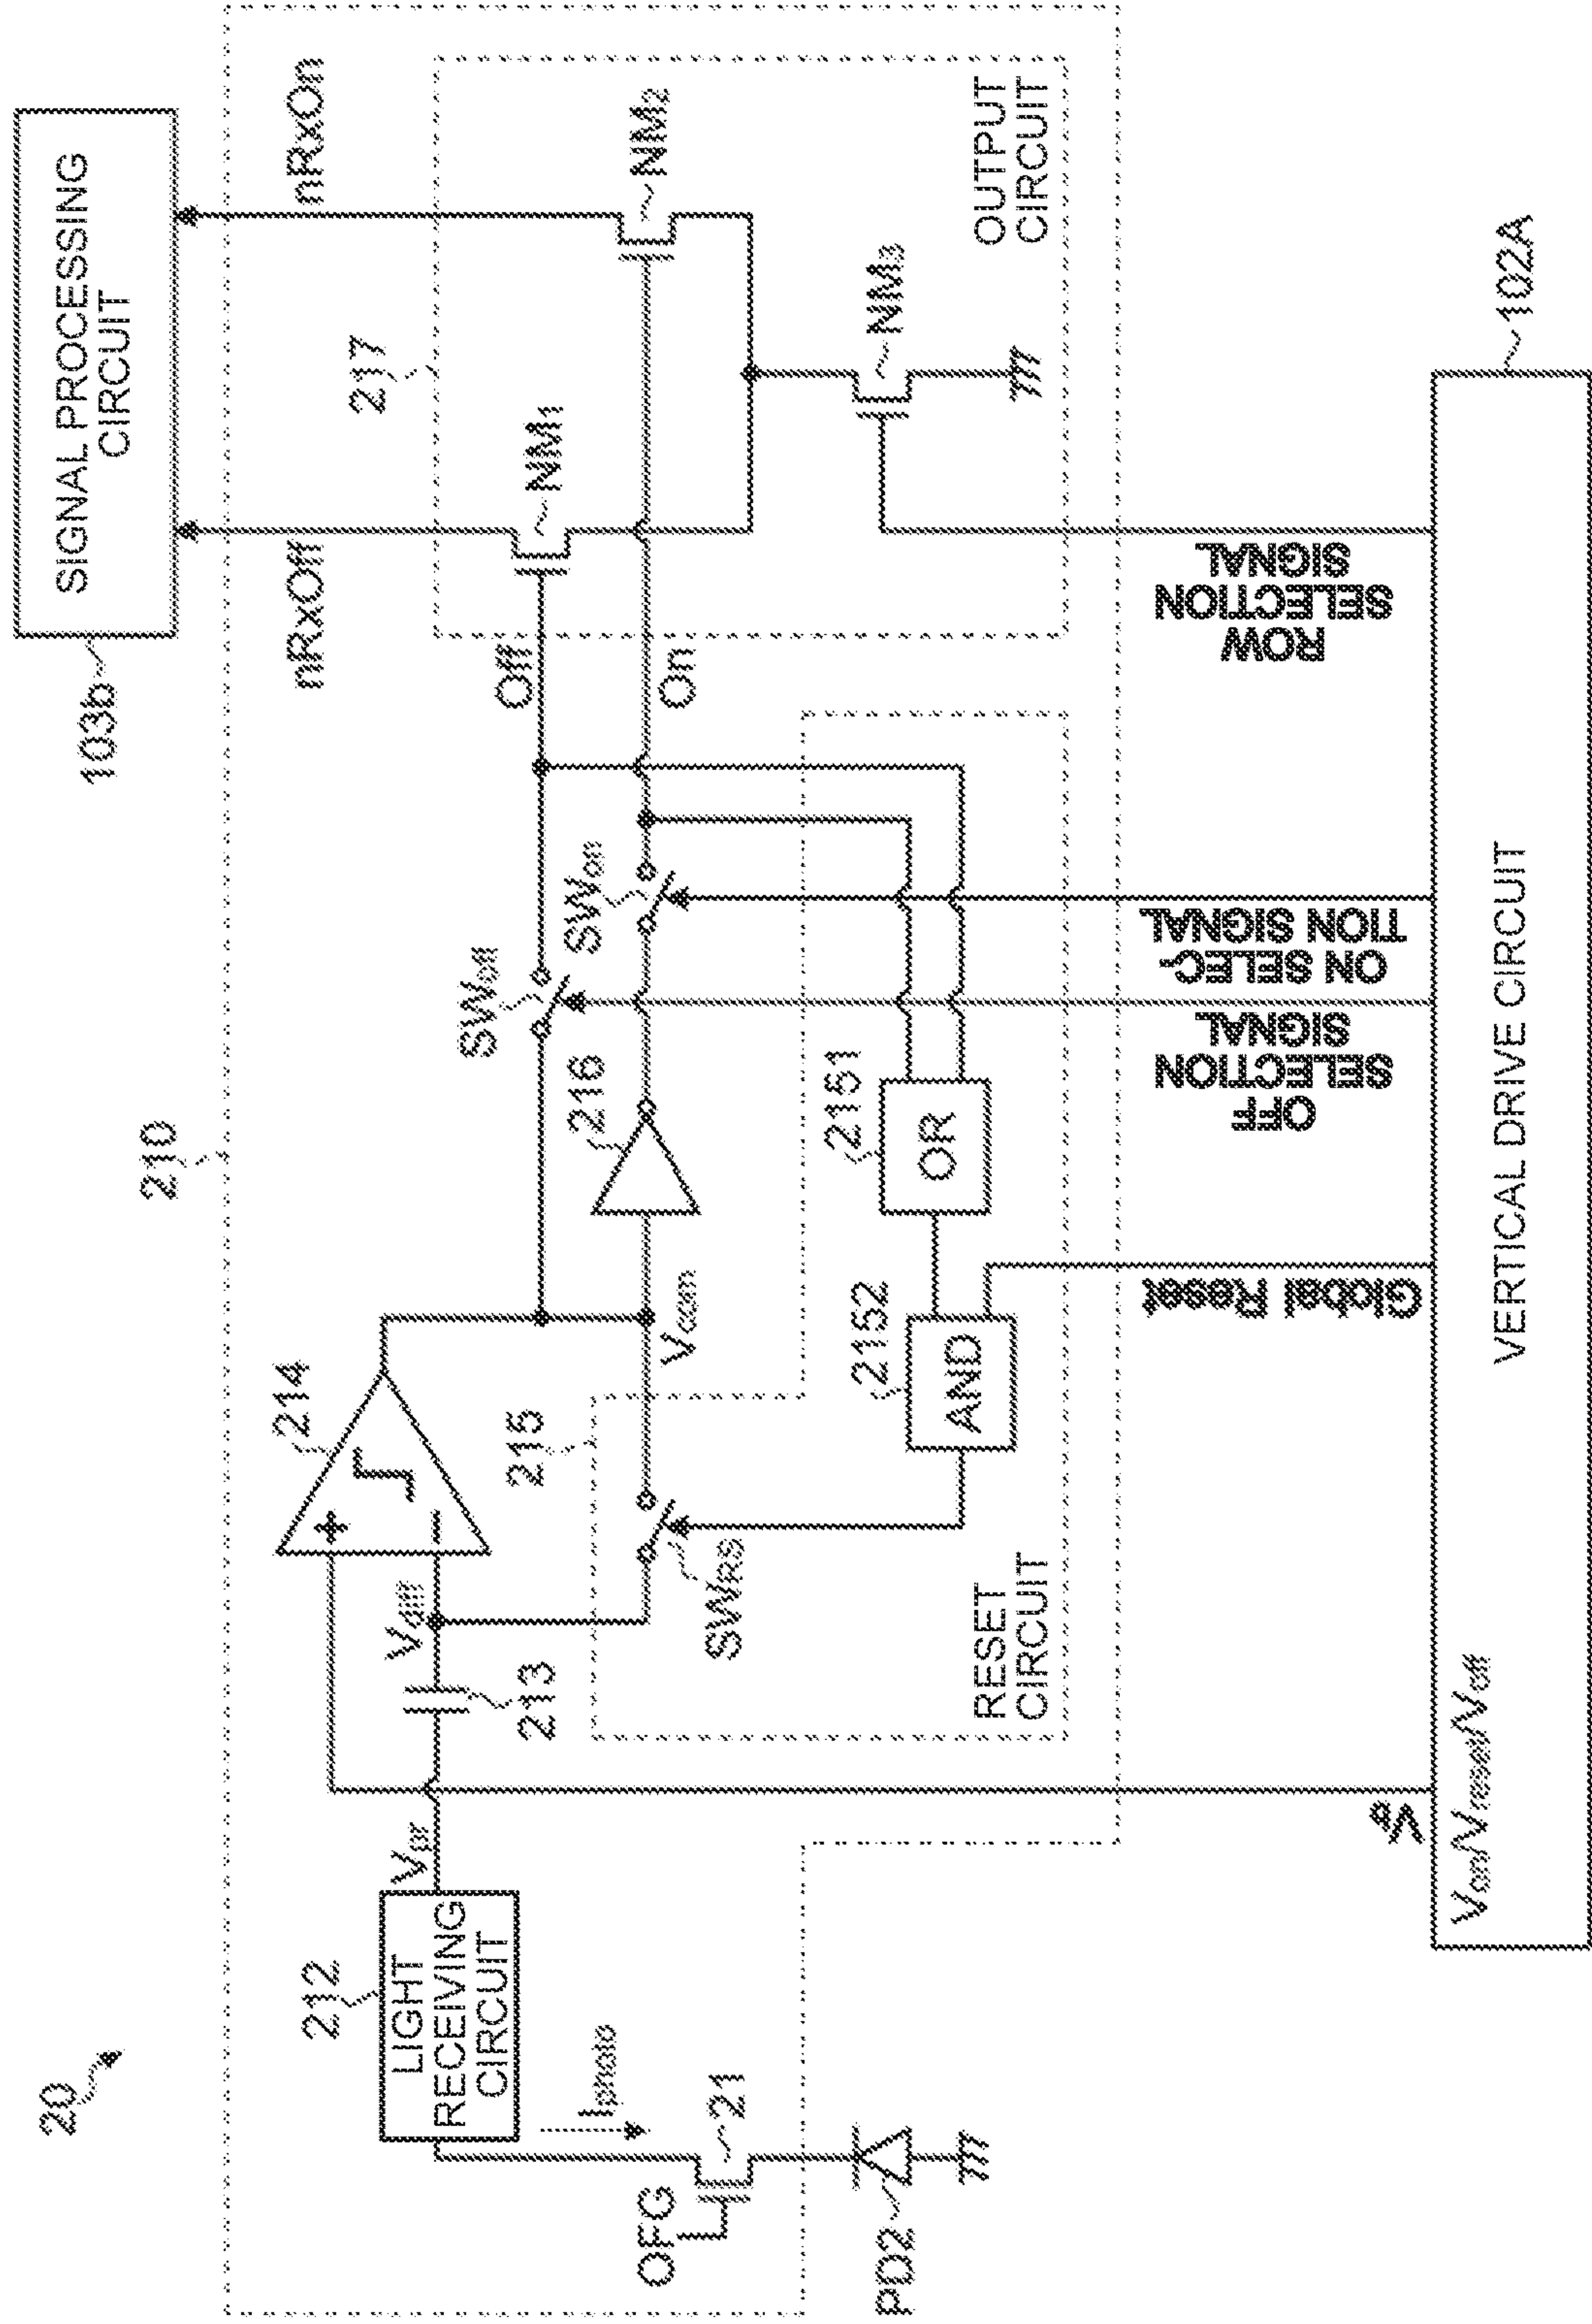 20
210
103b
SIGNAL PROCESSING
CIRCUIT
nRxOff
nRxOn
217
212
LIGHT
RECEIVING
CIRCUIT
Vpr
213
Vdiff
214
+
−
215
Vcom
216
SWoff
SWon
Off
On
NM1
NM2
NM3
OUTPUT
CIRCUIT
Iphoto
OFG
21
PD2
SWRS
RESET
CIRCUIT
2152
AND
2151
OR
Vb
Global Reset
OFF
SELECTION
SIGNAL
ON SELEC-
TION SIGNAL
ROW
SELECTION
SIGNAL
Von/Vreset/Voff
VERTICAL DRIVE CIRCUIT
102A